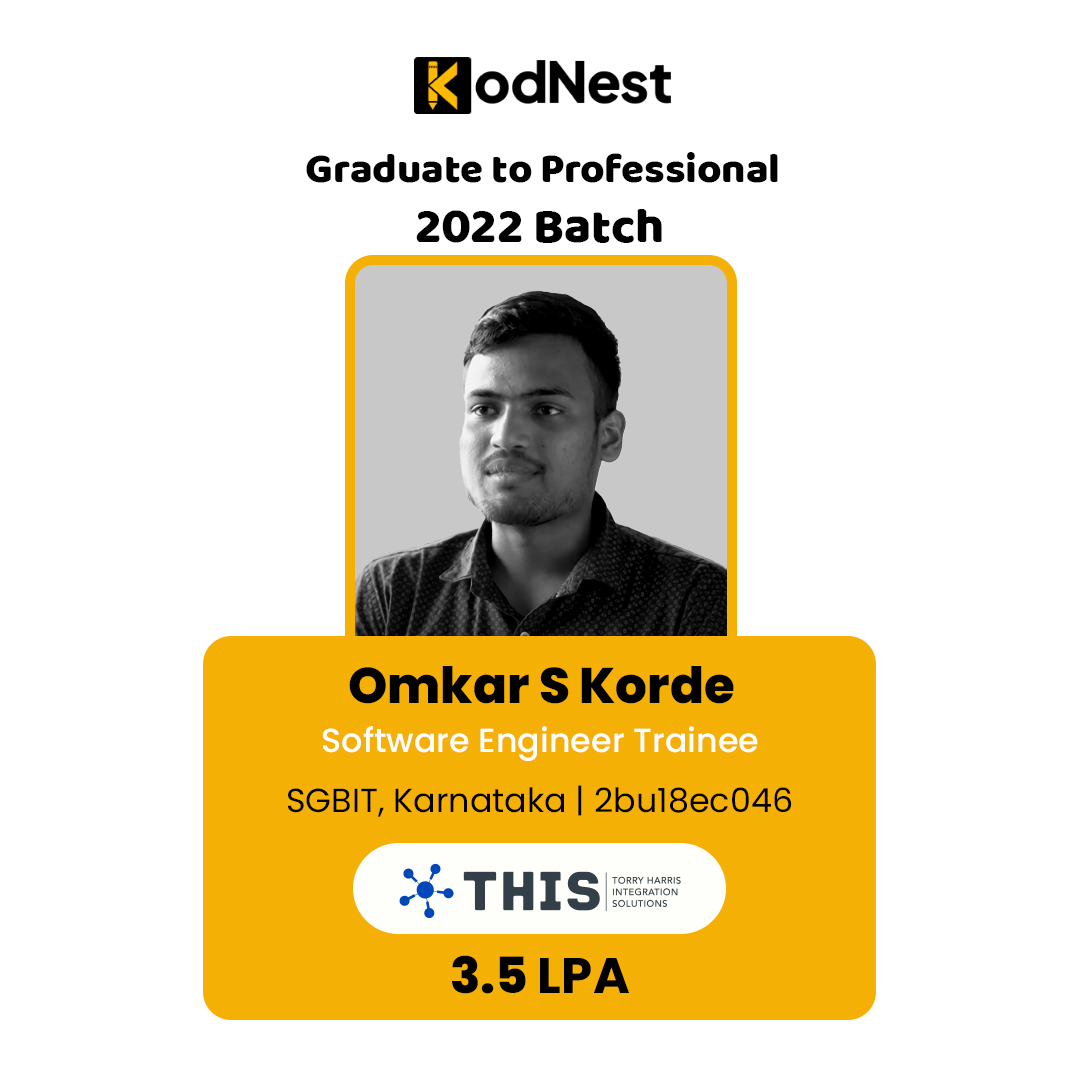 KodNest
Graduate to Professional
2022 Batch
Omkar S Korde
Software Engineer Trainee
SGBIT, Karnataka | 2bu18ec046
THIS
TORRY HARRIS
INTEGRATION
SOLUTIONS
3.5 LPA